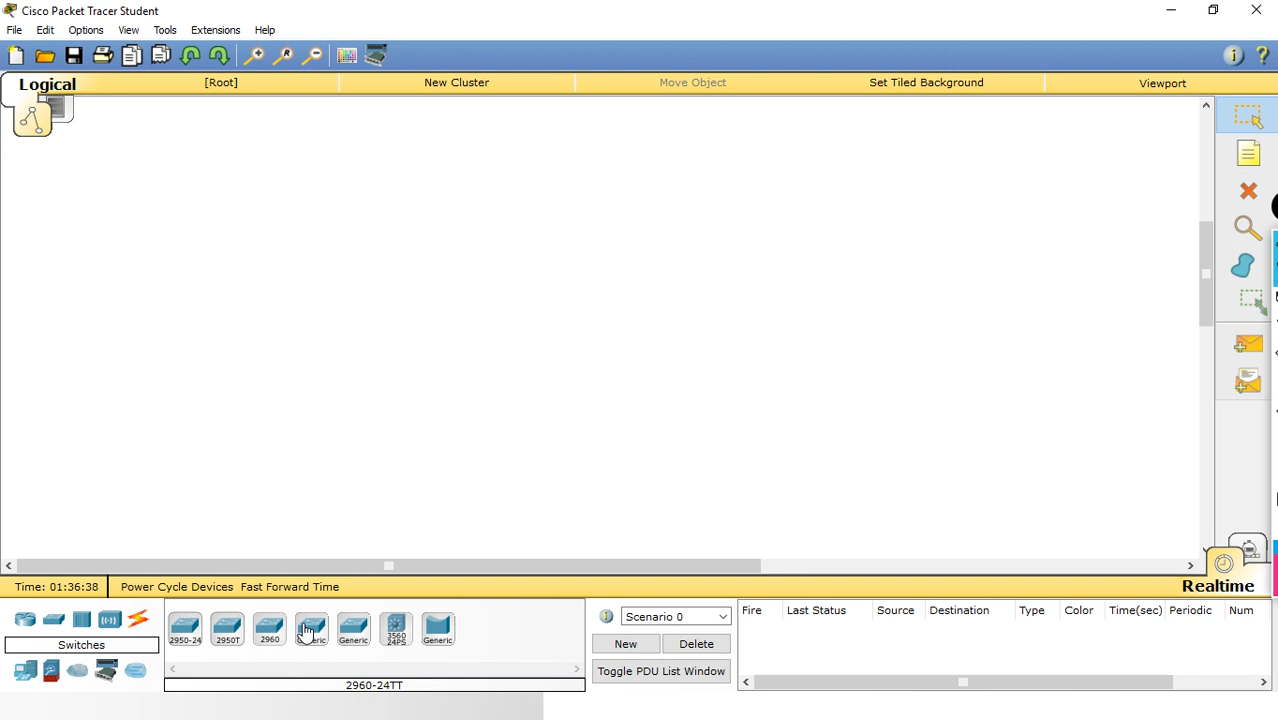 Cisco Packet Tracer Student
File Edit Options View Tools Extensions Help
Logical [Root] New Cluster Move Object Set Tiled Background Viewport
Time: 01:36:38 Power Cycle Devices Fast Forward Time Realtime
Switches
2950-24 2950T 2960 Generic 3560 24PS Generic
2960-24TT
Scenario 0
New Delete
Toggle PDU List Window
Fire Last Status Source Destination Type Color Time(sec) Periodic Num